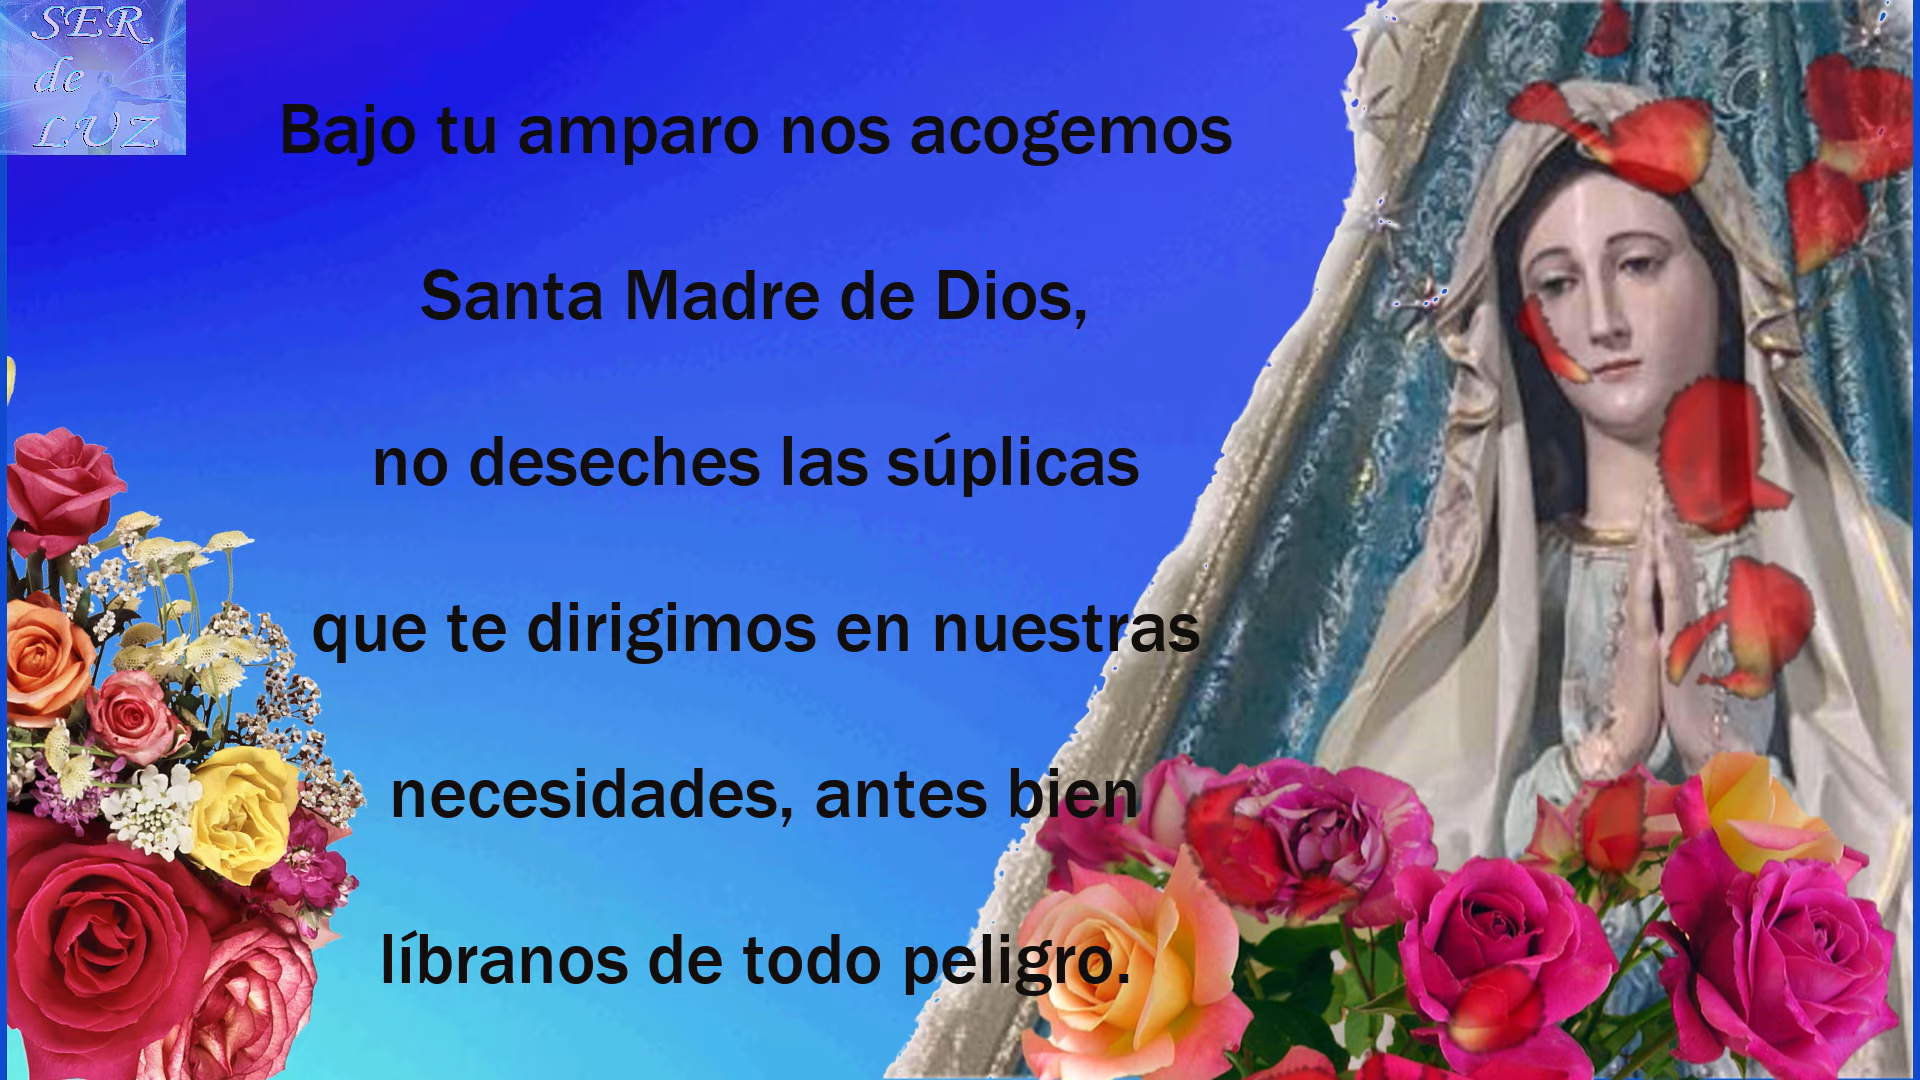 SER
de
LUZ
Bajo tu amparo nos acogemos
Santa Madre de Dios,
no deseches las súplicas
que te dirigimos en nuestras
necesidades, antes bien
líbranos de todo peligro.